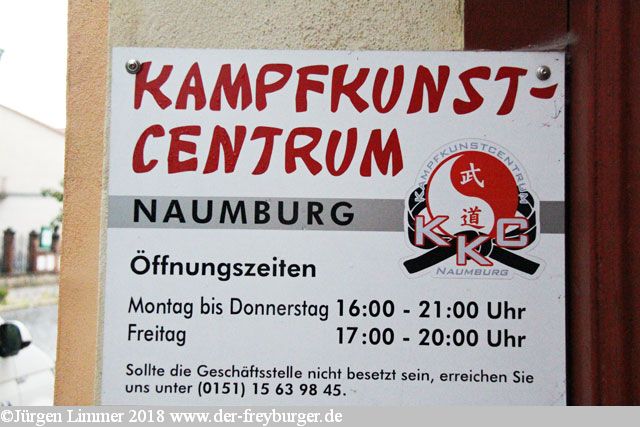 KAMPFKUNST-
CENTRUM
NAUMBURG
KAMPFKUNSTCENTRUM
武
道
KKC
NAUMBURG
Öffnungszeiten
Montag bis Donnerstag 16:00 - 21:00 Uhr
Freitag 17:00 - 20:00 Uhr
Sollte die Geschäftsstelle nicht besetzt sein, erreichen Sie
uns unter (0151) 15 63 98 45.
©Jürgen Limmer 2018 www.der-freyburger.de